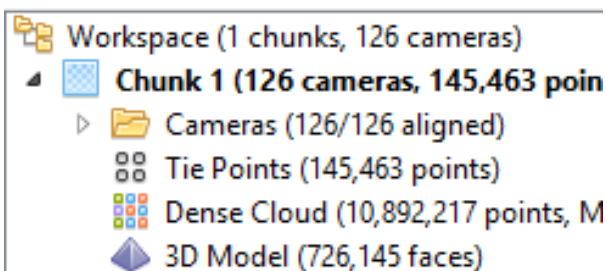 Workspace (1 chunks, 126 cameras)
Chunk 1 (126 cameras, 145,463 poin
Cameras (126/126 aligned)
Tie Points (145,463 points)
Dense Cloud (10,892,217 points, M
3D Model (726,145 faces)